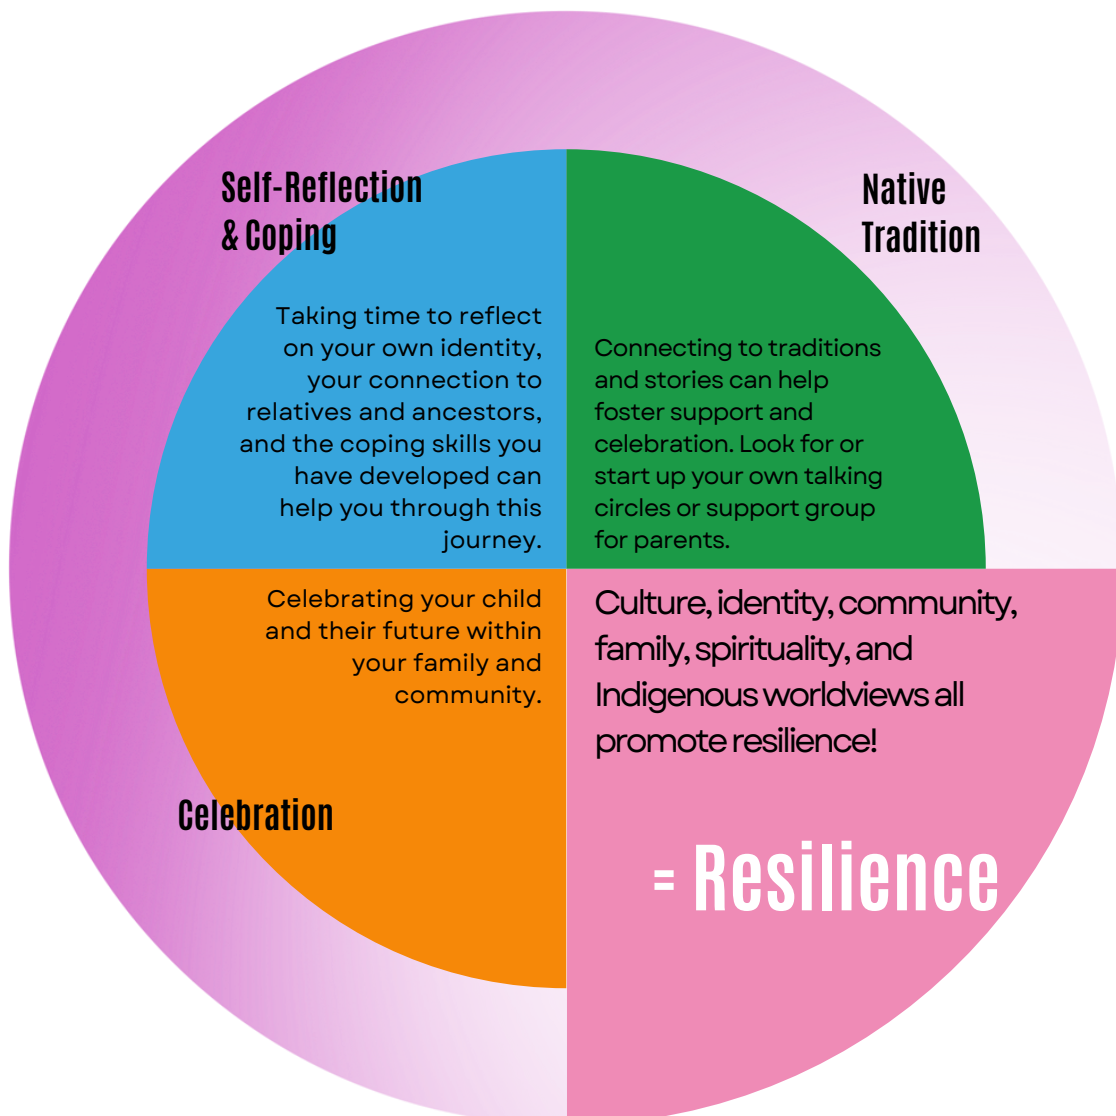 Self-Reflection
& Coping
Taking time to reflect
on your own identity,
your connection to
relatives and ancestors,
and the coping skills you
have developed can
help you through this
journey.
Native
Tradition
Connecting to traditions
and stories can help
foster support and
celebration. Look for or
start up your own talking
circles or support group
for parents.
Celebrating your child
and their future within
your family and
community.
Celebration
Culture, identity, community,
family, spirituality, and
Indigenous worldviews all
promote resilience!
= Resilience